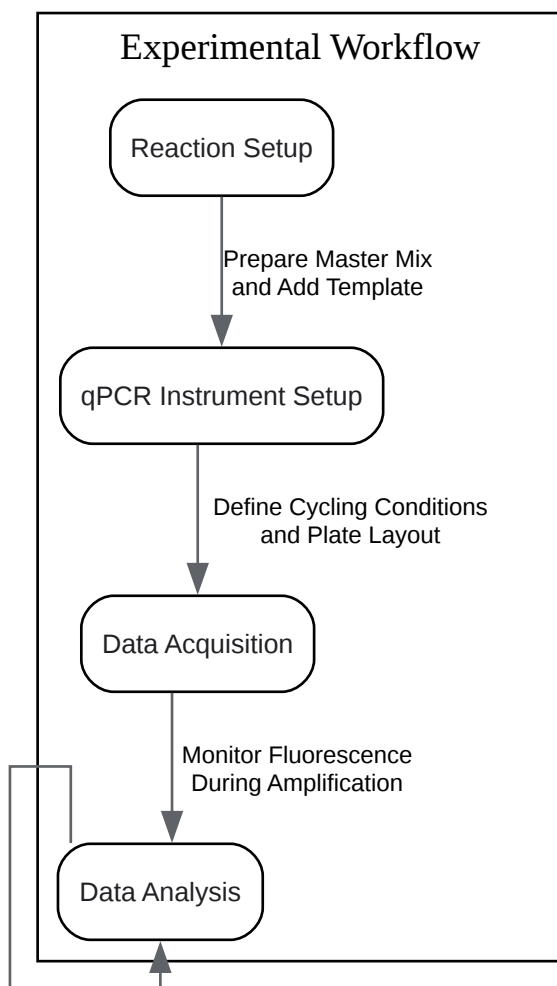 Experimental Workflow
Reaction Setup
Prepare Master Mix
and Add Template
qPCR Instrument Setup
Define Cycling Conditions
and Plate Layout
Data Acquisition
Monitor Fluorescence
During Amplification
Data Analysis